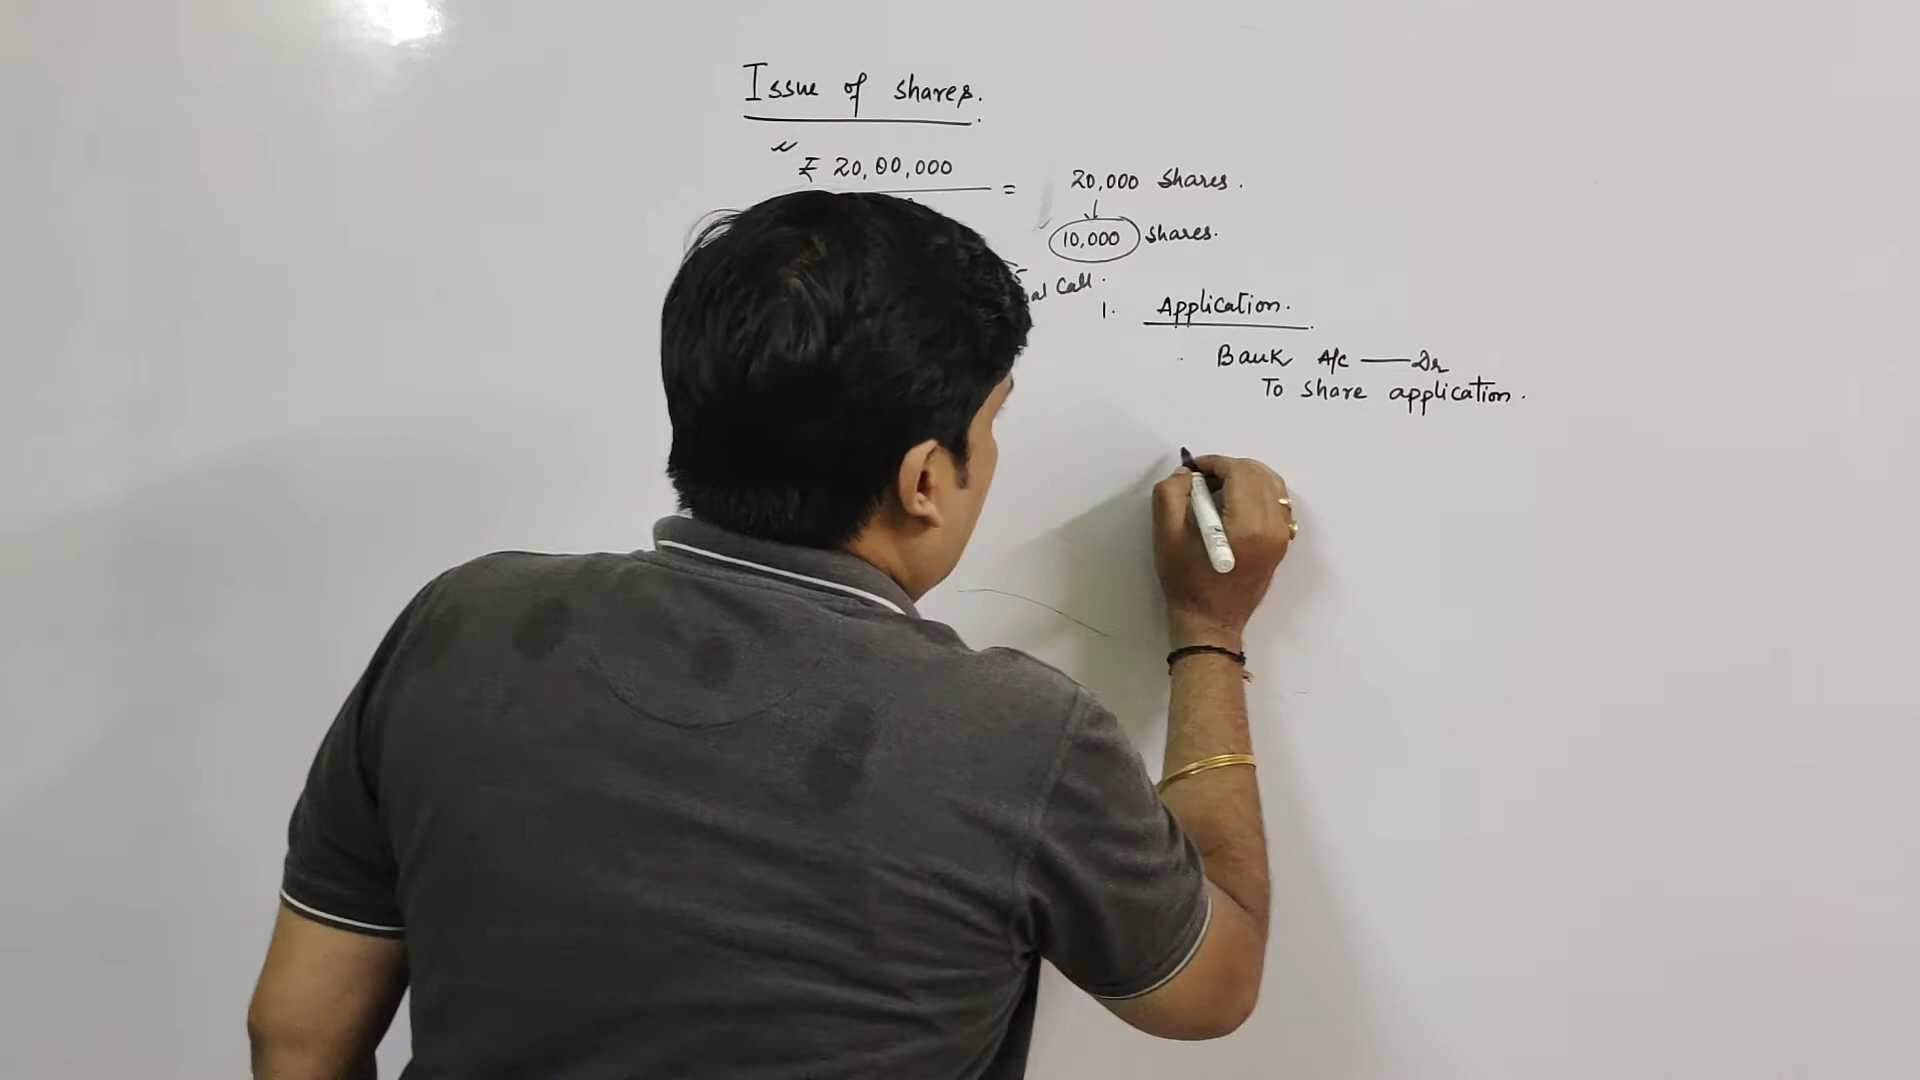 Issue of shares.
₹ 20,00,000 = 20,000 shares.
10,000 shares.
Call.
1. Application.
Bank A/c —— Dr
To share application.